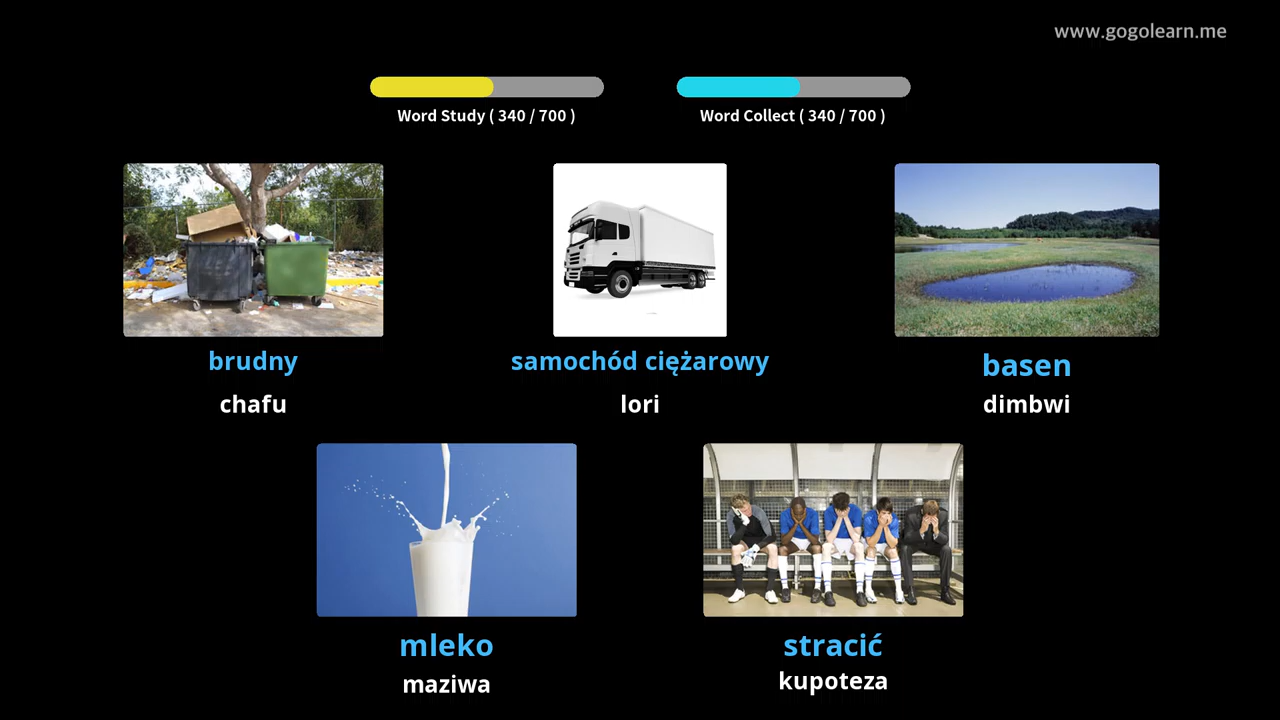 www.gogolearn.me
Word Study ( 340 / 700 )
Word Collect ( 340 / 700 )
brudny
chafu
samochód ciężarowy
lori
basen
dimbwi
mleko
maziwa
stracić
kupoteza